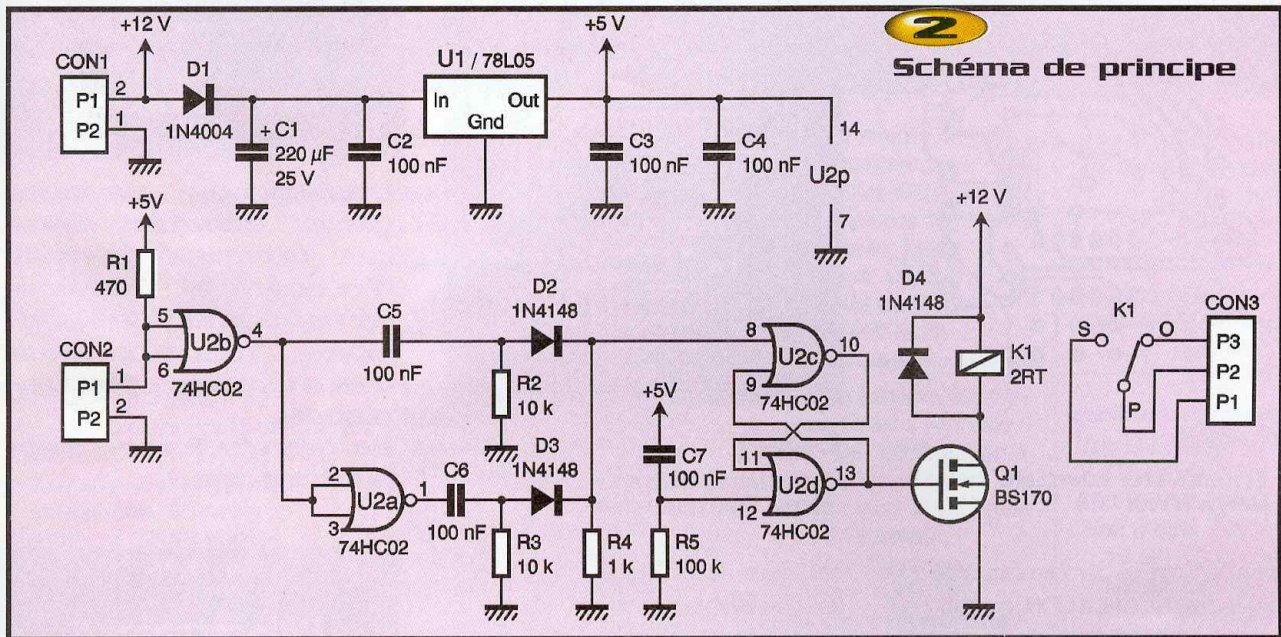 2
Schéma de principe
+12 V
CON1
P1
P2
2
1
D1
1N4004
+
C1
220 µF
25 V
C2
100 nF
U1 / 78L05
In
Out
Gnd
+5 V
C3
100 nF
C4
100 nF
14
U2p
7
+5V
R1
470
CON2
P1
P2
1
2
5
6
U2b
4
74HC02
C5
100 nF
D2
1N4148
R2
10 k
2
3
U2a
1
74HC02
C6
100 nF
D3
1N4148
R3
10 k
R4
1 k
+5V
C7
100 nF
R5
100 k
8
9
U2c
10
74HC02
11
12
U2d
13
74HC02
+12 V
D4
1N4148
K1
2RT
Q1
BS170
K1
S
O
P
CON3
P3
P2
P1